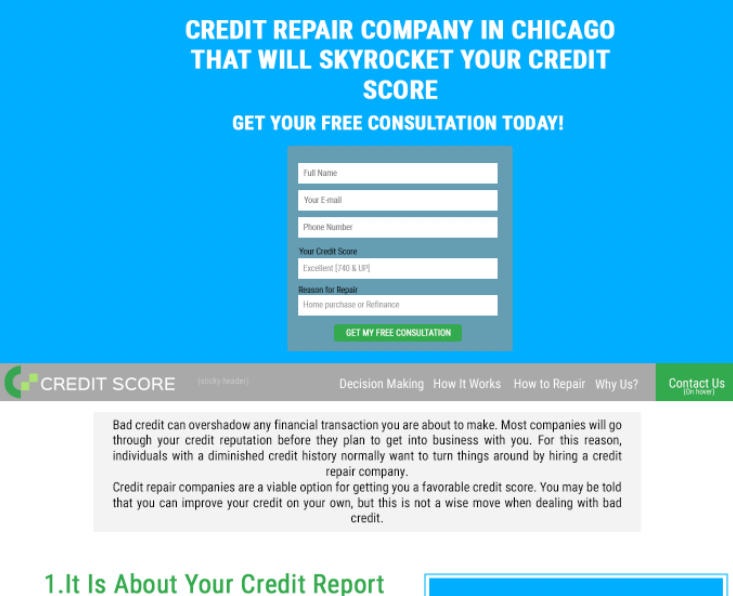 CREDIT REPAIR COMPANY IN CHICAGO
THAT WILL SKYROCKET YOUR CREDIT
SCORE
GET YOUR FREE CONSULTATION TODAY!
Full Name
Your E-mail
Phone Number
Your Credit Score
Excellent [740 & UP]
Reason for Repair
Home purchase or Refinance
GET MY FREE CONSULTATION
CREDIT SCORE (sticky header) Decision Making How It Works How to Repair Why Us? Contact Us
(On hover)
Bad credit can overshadow any financial transaction you are about to make. Most companies will go
through your credit reputation before they plan to get into business with you. For this reason,
individuals with a diminished credit history normally want to turn things around by hiring a credit
repair company.
Credit repair companies are a viable option for getting you a favorable credit score. You may be told
that you can improve your credit on your own, but this is not a wise move when dealing with bad
credit.
1.It Is About Your Credit Report